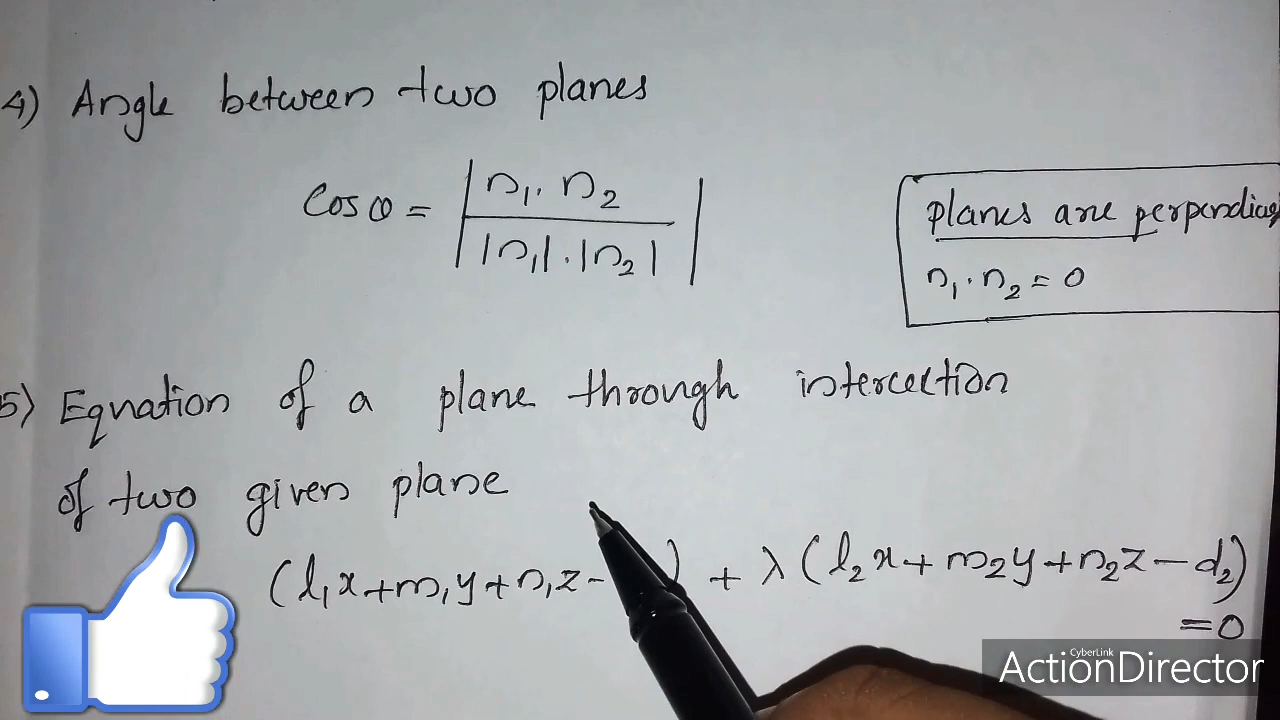 4) Angle between two planes
Cos θ = | n₁. n₂ / |n₁|.|n₂| |
planes are
n₁.n₂ = 0
5) Equation of a plane through intercection
of two given plane
(l₁x+m₁y+n₁z- ) + λ(l₂x+m₂y+n₂z-d₂)
=0
CyberLink
ActionDirector